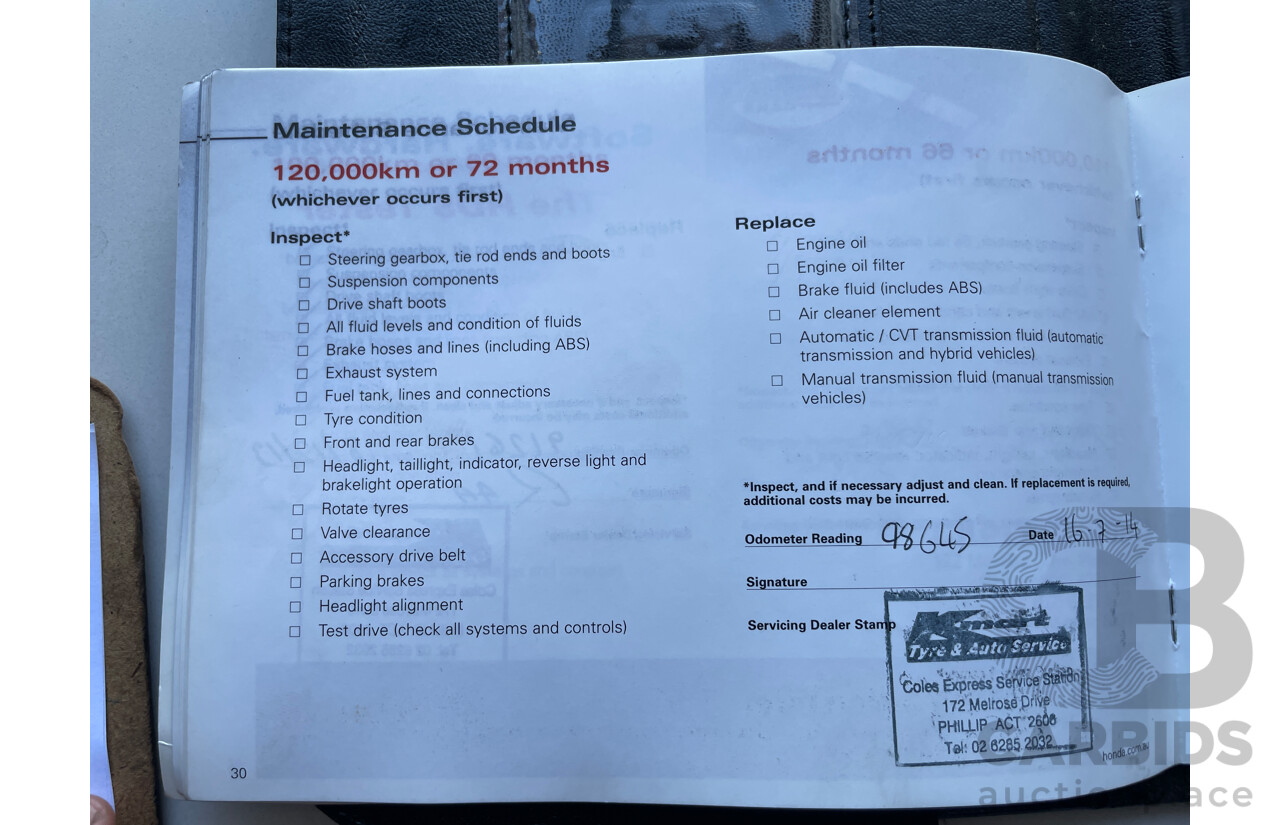 Maintenance Schedule
120,000km or 72 months
(whichever occurs first)
Inspect*
Steering gearbox, tie rod ends and boots
Suspension components
Drive shaft boots
All fluid levels and condition of fluids
Brake hoses and lines (including ABS)
Exhaust system
Fuel tank, lines and connections
Tyre condition
Front and rear brakes
Headlight, taillight, indicator, reverse light and
brakelight operation
Rotate tyres
Valve clearance
Accessory drive belt
Parking brakes
Headlight alignment
Test drive (check all systems and controls)
30
Replace
Engine oil
Engine oil filter
Brake fluid (includes ABS)
Air cleaner element
Automatic / CVT transmission fluid (automatic
transmission and hybrid vehicles)
Manual transmission fluid (manual transmission
vehicles)
*Inspect, and if necessary adjust and clean. If replacement is required,
additional costs may be incurred.
Odometer Reading 98645 Date 16-7-14
Signature
Servicing Dealer Stamp
Kmart
Tyre & Auto Service
Coles Express Service Station
172 Melrose Drive
PHILLIP ACT 2606
Tel: 02 6285 2032
honda.com.au
CARBIDS